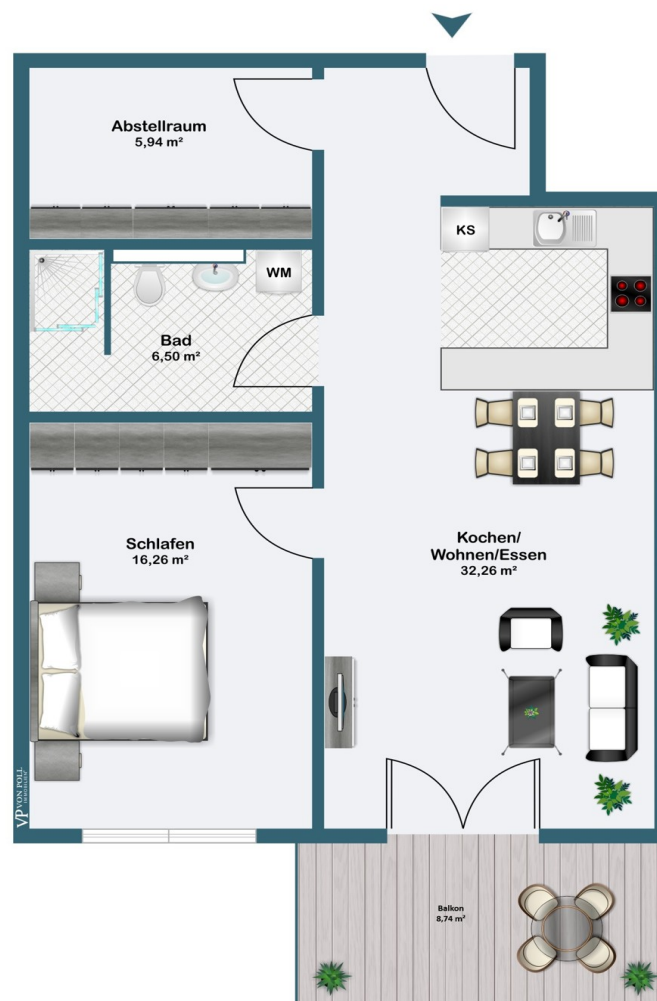 Abstellraum
5,94 m²
KS
WM
Bad
6,50 m²
Schlafen
16,26 m²
Kochen/
Wohnen/Essen
32,26 m²
VP VON POLL
IMMOBILIEN
Balkon
8,74 m²